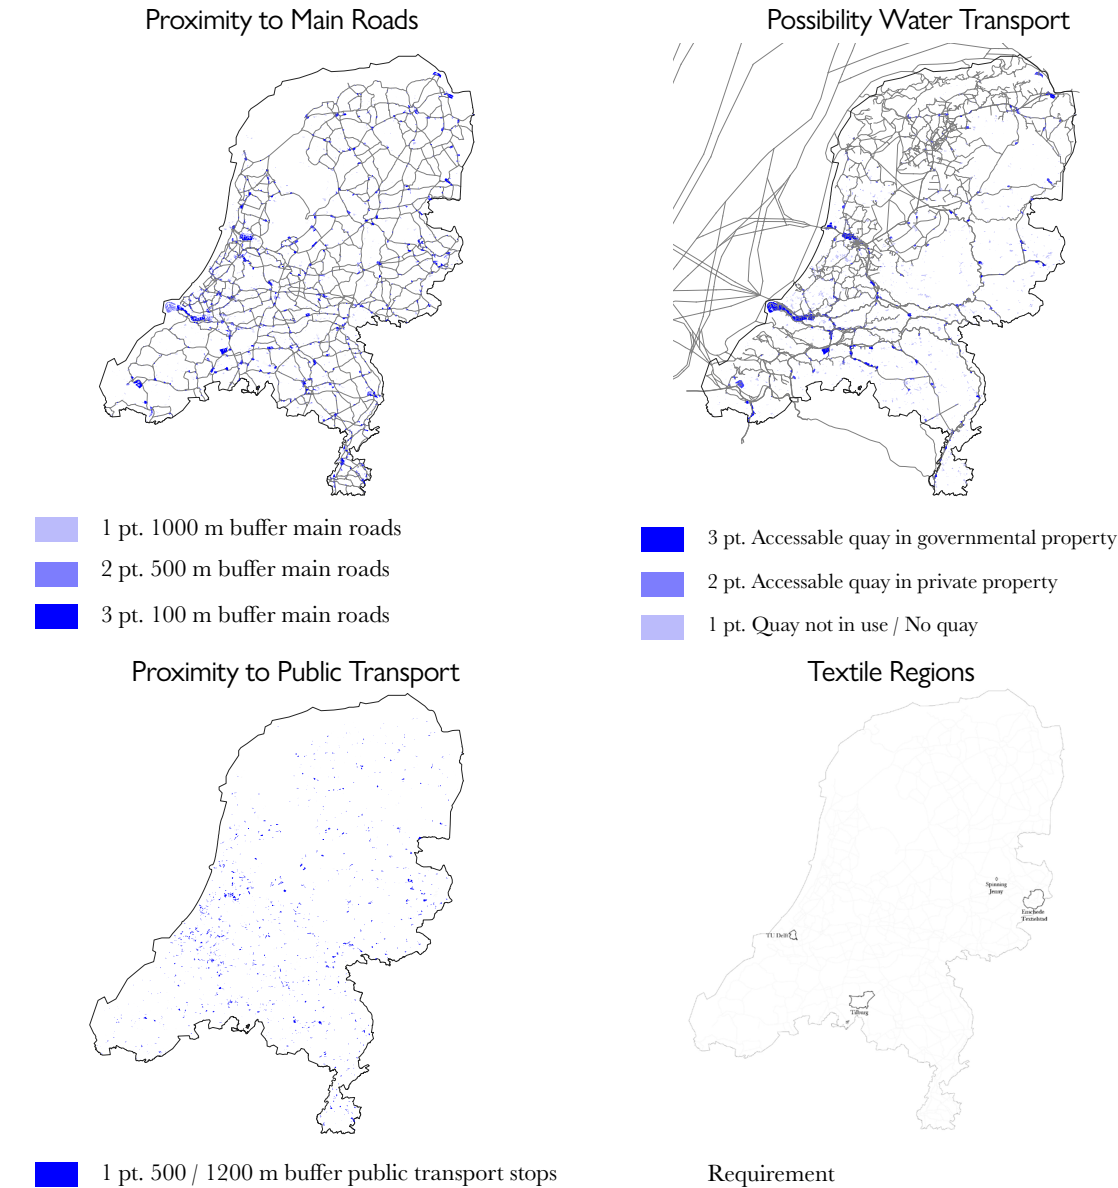 Proximity to Main Roads
Possibility Water Transport
1 pt. 1000 m buffer main roads
2 pt. 500 m buffer main roads
3 pt. 100 m buffer main roads
3 pt. Accessable quay in governmental property
2 pt. Accessable quay in private property
1 pt. Quay not in use / No quay
Proximity to Public Transport
Textile Regions
Spinning
Jenny
Enschede
TU Delft
Tilburg
1 pt. 500 / 1200 m buffer public transport stops
Requirement